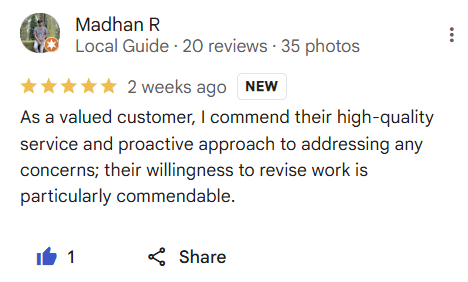 Madhan R
Local Guide · 20 reviews · 35 photos
2 weeks ago NEW
As a valued customer, I commend their high-quality
service and proactive approach to addressing any
concerns; their willingness to revise work is
particularly commendable.
1 Share